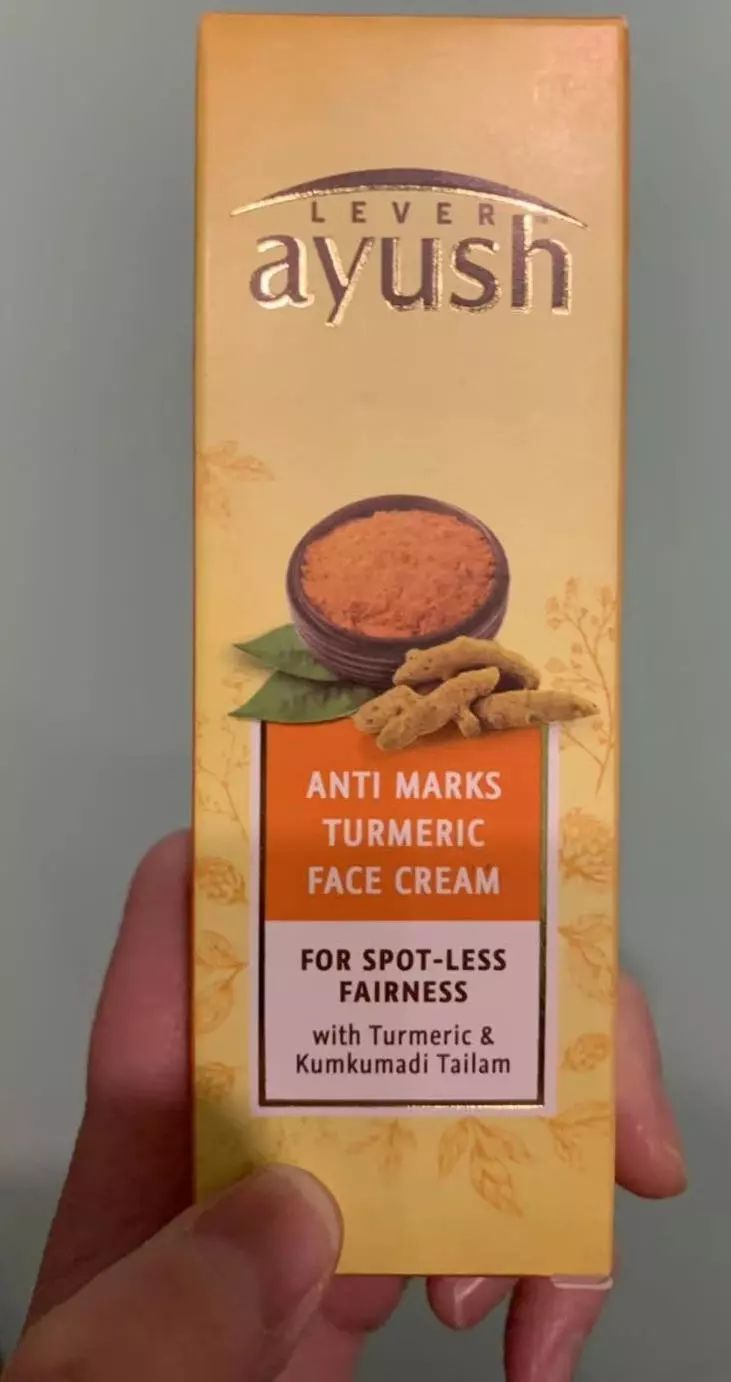 LEVER
ayush
ANTI MARKS
TURMERIC
FACE CREAM
FOR SPOT-LESS
FAIRNESS
with Turmeric &
Kumkumadi Tailam